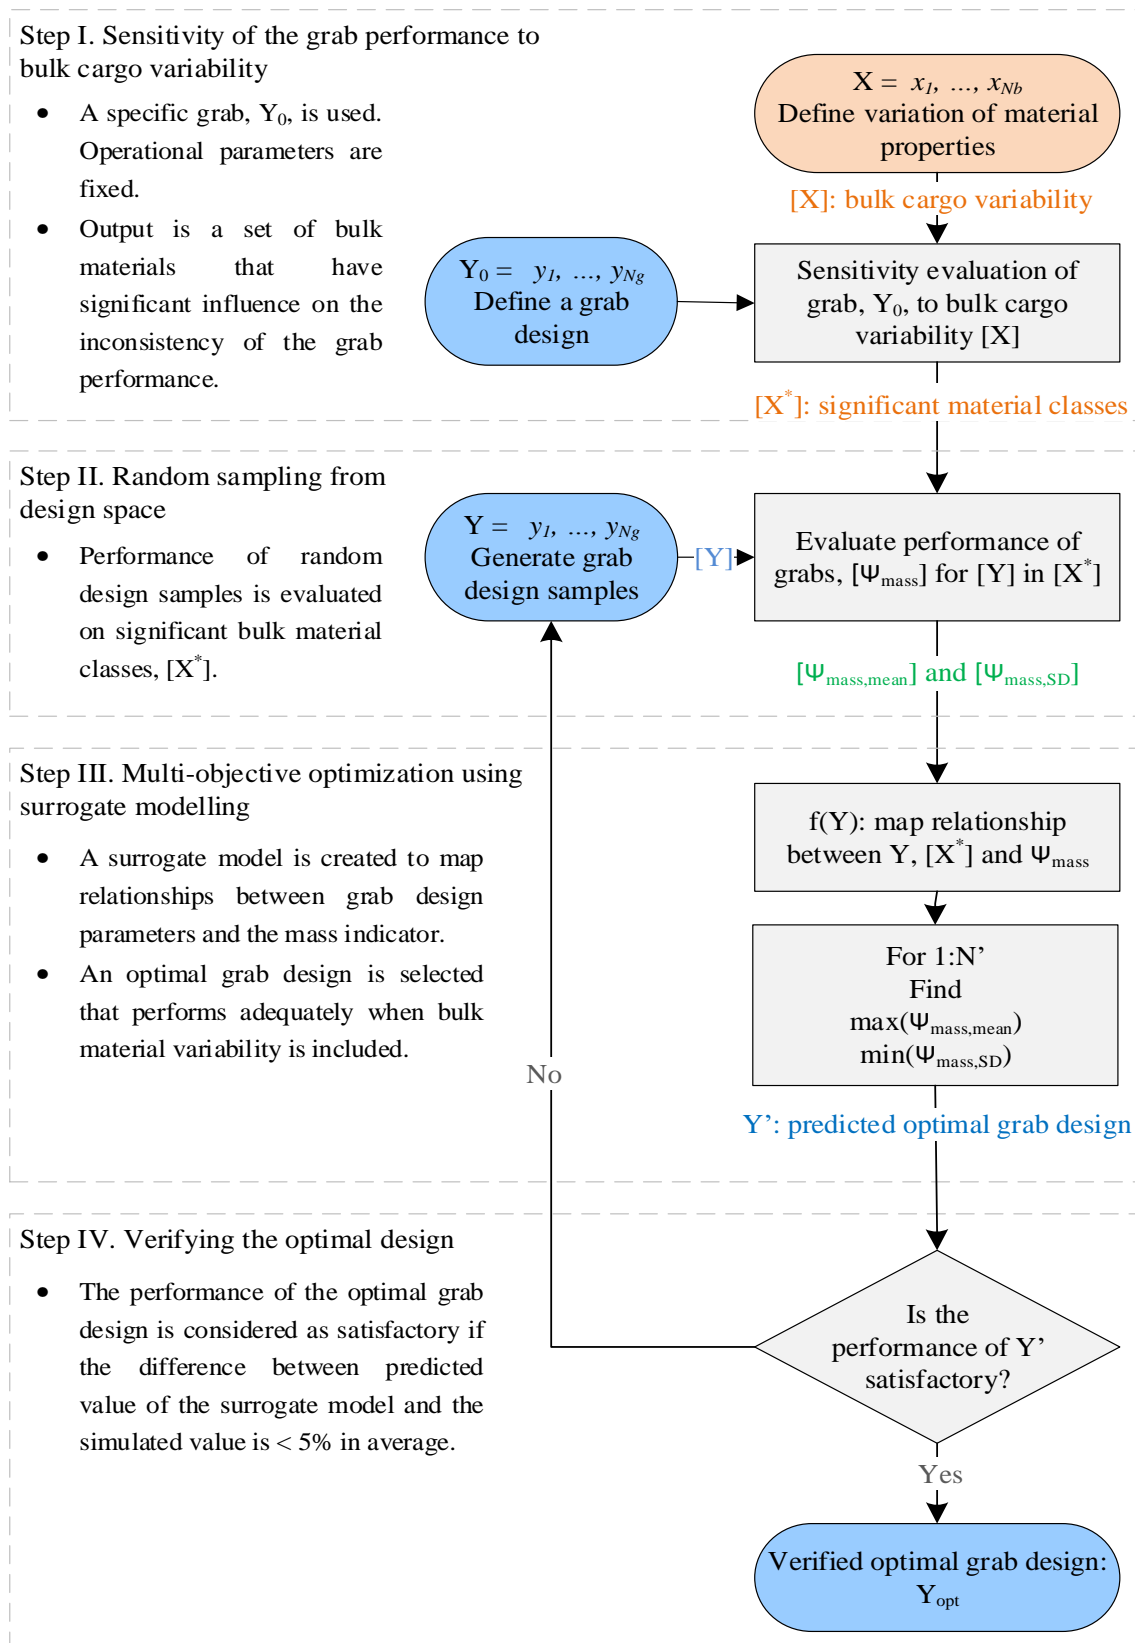 Step I. Sensitivity of the grab performance to
bulk cargo variability
• A specific grab, Y₀, is used.
Operational parameters are
fixed.
• Output is a set of bulk
materials that have
significant influence on the
inconsistency of the grab
performance.
X = x₁, ..., x_Nb
Define variation of material
properties
[X]: bulk cargo variability
Y₀ = y₁, ..., y_Ng
Define a grab
design
Sensitivity evaluation of
grab, Y₀, to bulk cargo
variability [X]
[X*]: significant material classes
Step II. Random sampling from
design space
• Performance of random
design samples is evaluated
on significant bulk material
classes, [X*].
Y = y₁, ..., y_Ng
Generate grab
design samples
[Y]
Evaluate performance of
grabs, [Ψ_mass] for [Y] in [X*]
[Ψ_mass,mean] and [Ψ_mass,SD]
Step III. Multi-objective optimization using
surrogate modelling
• A surrogate model is created to map
relationships between grab design
parameters and the mass indicator.
• An optimal grab design is selected
that performs adequately when bulk
material variability is included.
f(Y): map relationship
between Y, [X*] and Ψ_mass
For 1:N’
Find
max(Ψ_mass,mean)
min(Ψ_mass,SD)
No
Y’: predicted optimal grab design
Step IV. Verifying the optimal design
• The performance of the optimal grab
design is considered as satisfactory if
the difference between predicted
value of the surrogate model and the
simulated value is < 5% in average.
Is the
performance of Y’
satisfactory?
Yes
Verified optimal grab design:
Y_opt